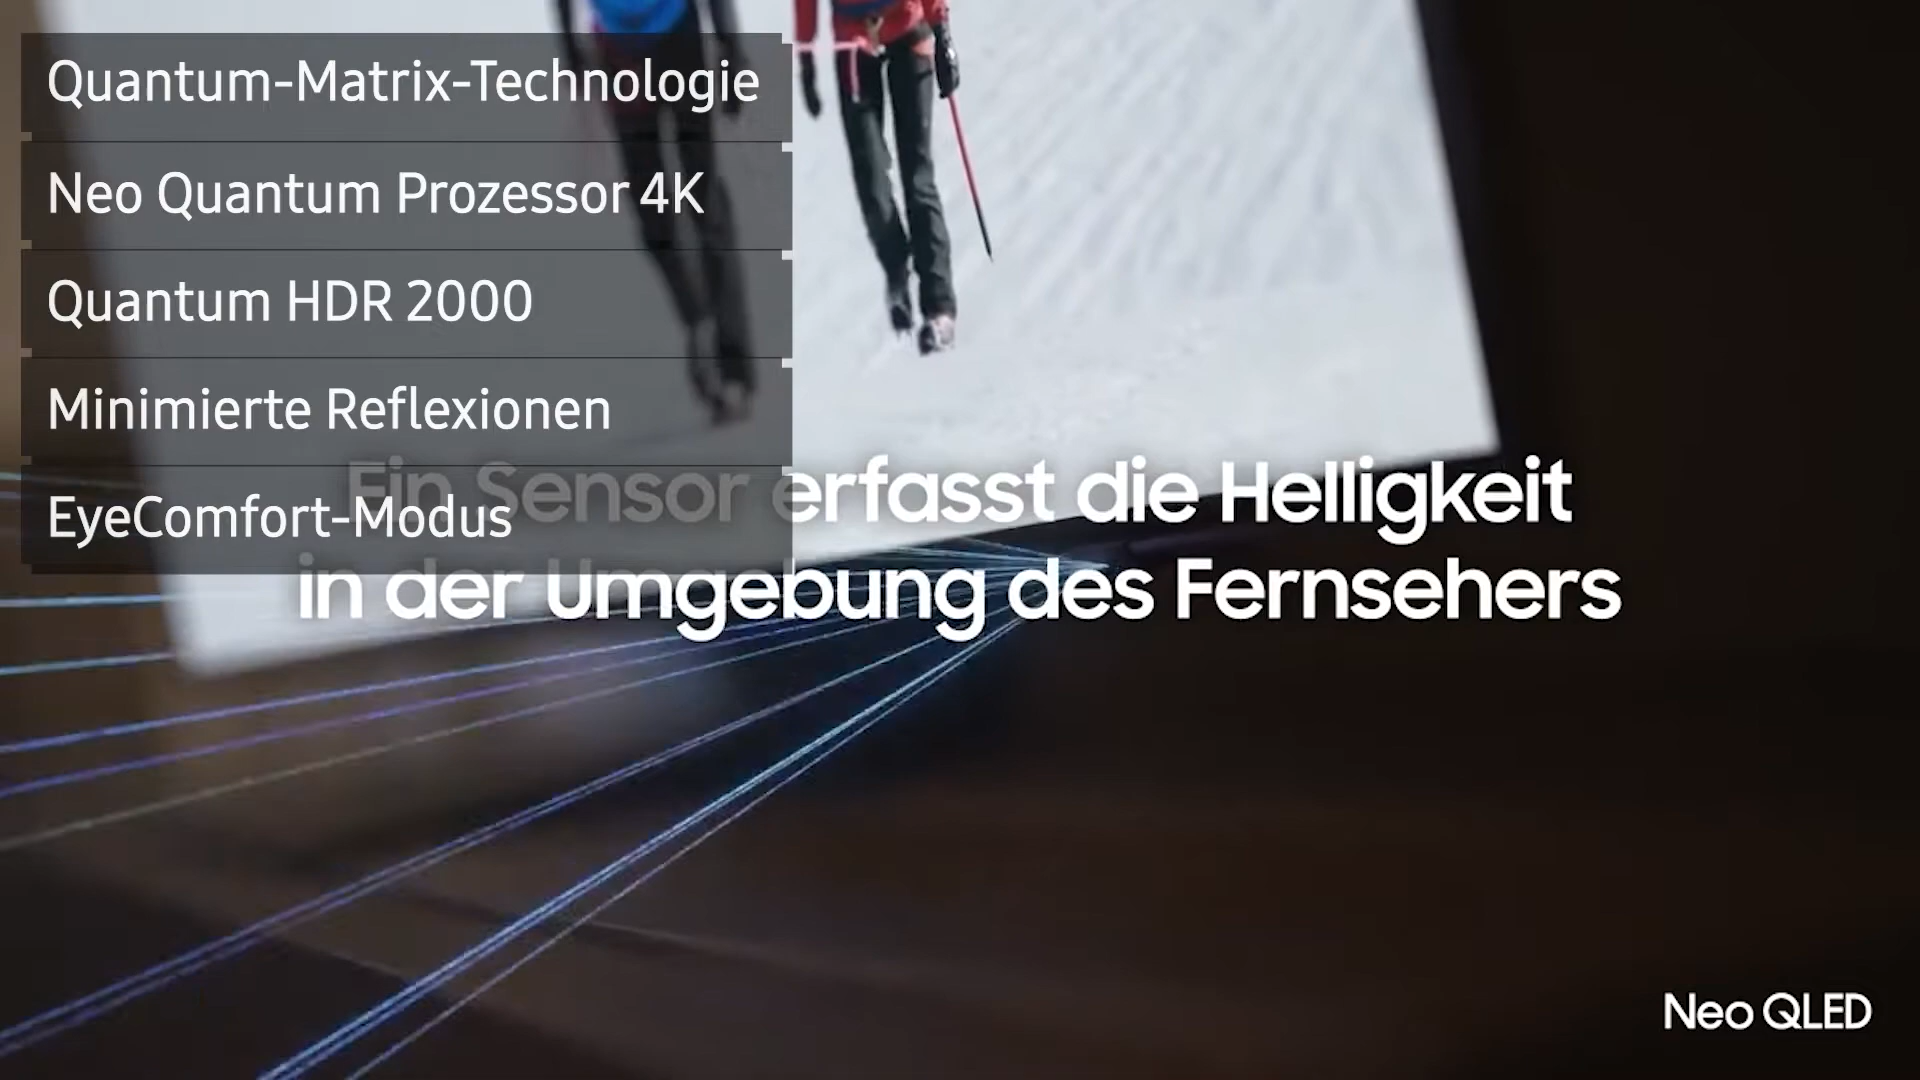 Quantum-Matrix-Technologie
Neo Quantum Prozessor 4K
Quantum HDR 2000
Minimierte Reflexionen
EyeComfort-Modus
Ein Sensor erfasst die Helligkeit
in der Umgebung des Fernsehers
Neo QLED